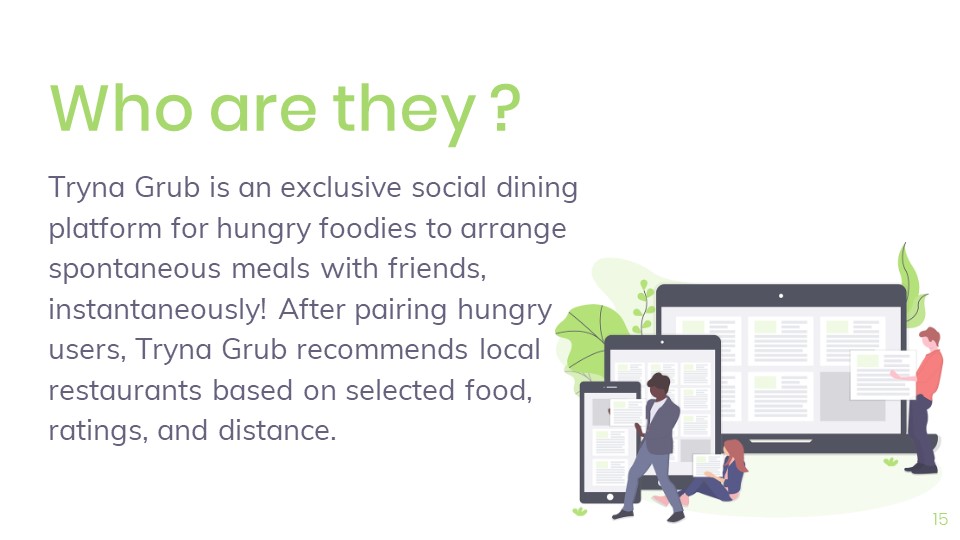 Who are they ?
Tryna Grub is an exclusive social dining
platform for hungry foodies to arrange
spontaneous meals with friends,
instantaneously! After pairing hungry
users, Tryna Grub recommends local
restaurants based on selected food,
ratings, and distance.
15